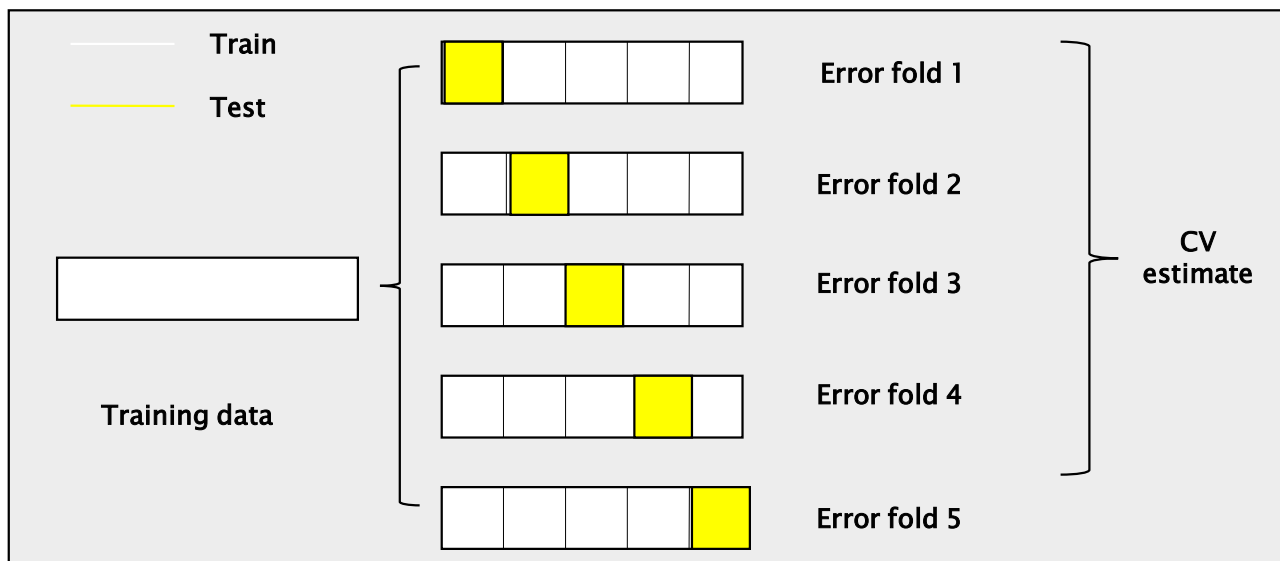 Train
Test
Training data
Error fold 1
Error fold 2
Error fold 3
Error fold 4
Error fold 5
CV
estimate